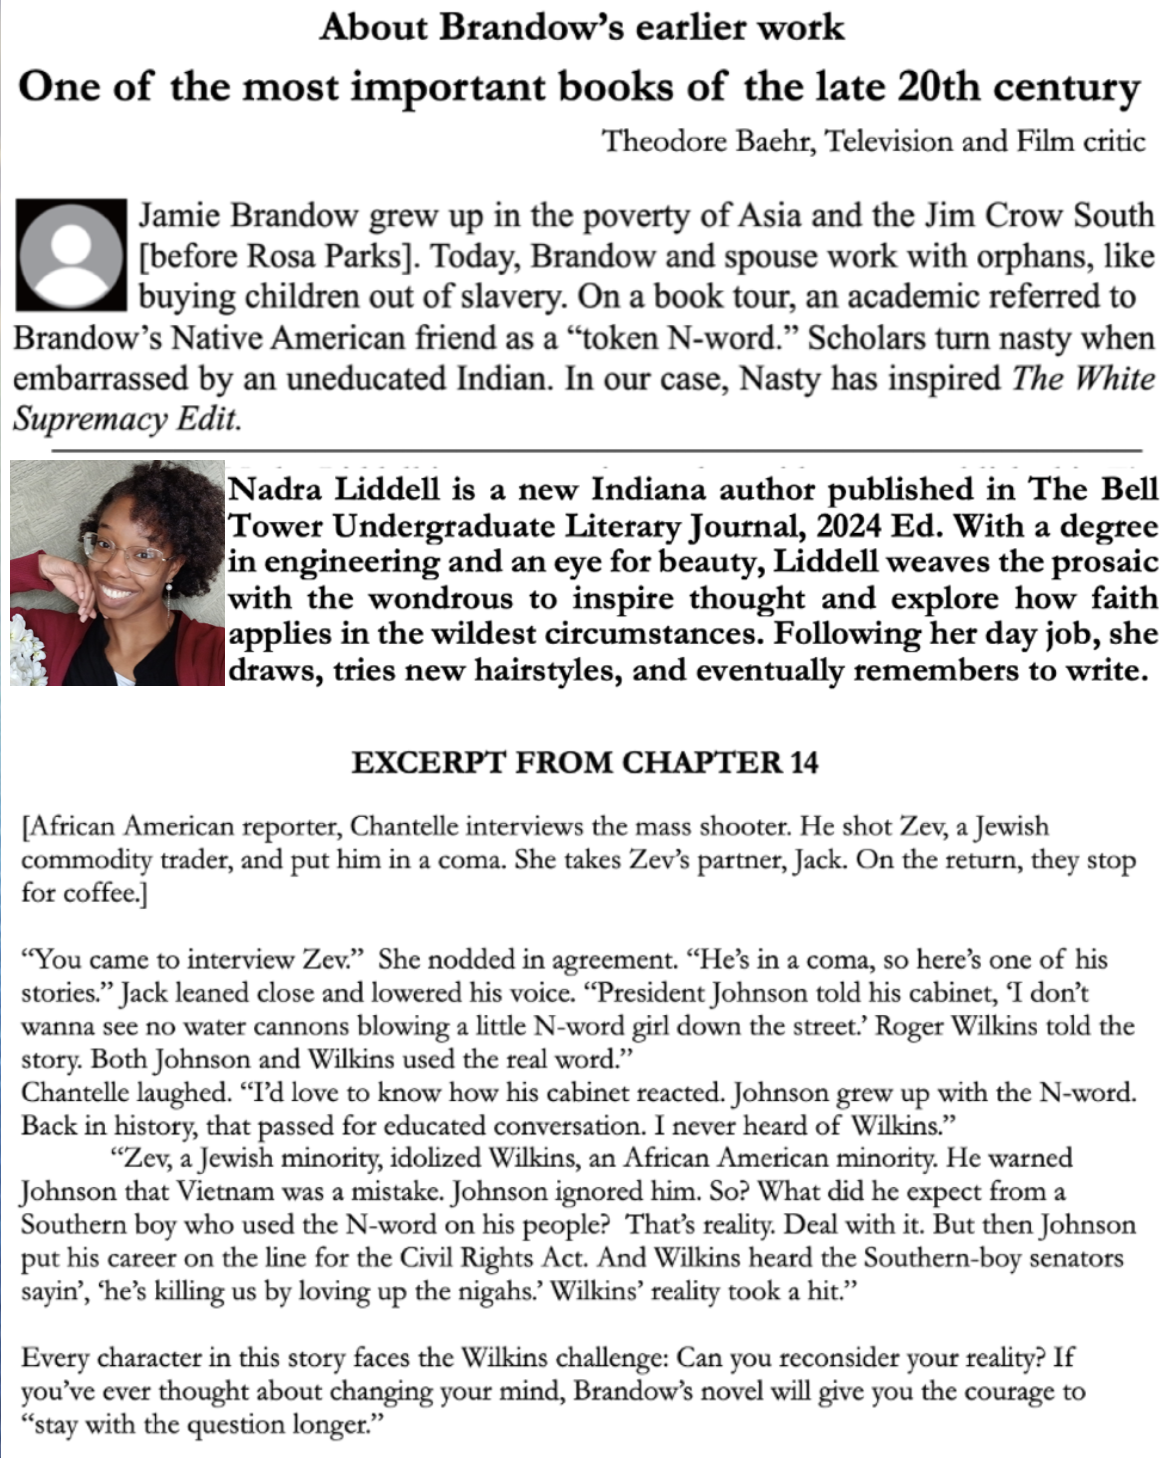 About Brandow’s earlier work
One of the most important books of the late 20th century
Theodore Baehr, Television and Film critic
Jamie Brandow grew up in the poverty of Asia and the Jim Crow South
[before Rosa Parks]. Today, Brandow and spouse work with orphans, like
buying children out of slavery. On a book tour, an academic referred to
Brandow’s Native American friend as a “token N-word.” Scholars turn nasty when
embarrassed by an uneducated Indian. In our case, Nasty has inspired The White
Supremacy Edit.
Nadra Liddell is a new Indiana author published in The Bell
Tower Undergraduate Literary Journal, 2024 Ed. With a degree
in engineering and an eye for beauty, Liddell weaves the prosaic
with the wondrous to inspire thought and explore how faith
applies in the wildest circumstances. Following her day job, she
draws, tries new hairstyles, and eventually remembers to write.
EXCERPT FROM CHAPTER 14
[African American reporter, Chantelle interviews the mass shooter. He shot Zev, a Jewish
commodity trader, and put him in a coma. She takes Zev’s partner, Jack. On the return, they stop
for coffee.]
“You came to interview Zev.”  She nodded in agreement. “He’s in a coma, so here’s one of his
stories.” Jack leaned close and lowered his voice. “President Johnson told his cabinet, ‘I don’t
wanna see no water cannons blowing a little N-word girl down the street.’ Roger Wilkins told the
story. Both Johnson and Wilkins used the real word.”
Chantelle laughed. “I’d love to know how his cabinet reacted. Johnson grew up with the N-word.
Back in history, that passed for educated conversation. I never heard of Wilkins.”
“Zev, a Jewish minority, idolized Wilkins, an African American minority. He warned
Johnson that Vietnam was a mistake. Johnson ignored him. So? What did he expect from a
Southern boy who used the N-word on his people?  That’s reality. Deal with it. But then Johnson
put his career on the line for the Civil Rights Act. And Wilkins heard the Southern-boy senators
sayin’, ‘he’s killing us by loving up the nigahs.’ Wilkins’ reality took a hit.”
Every character in this story faces the Wilkins challenge: Can you reconsider your reality? If
you’ve ever thought about changing your mind, Brandow’s novel will give you the courage to
“stay with the question longer.”